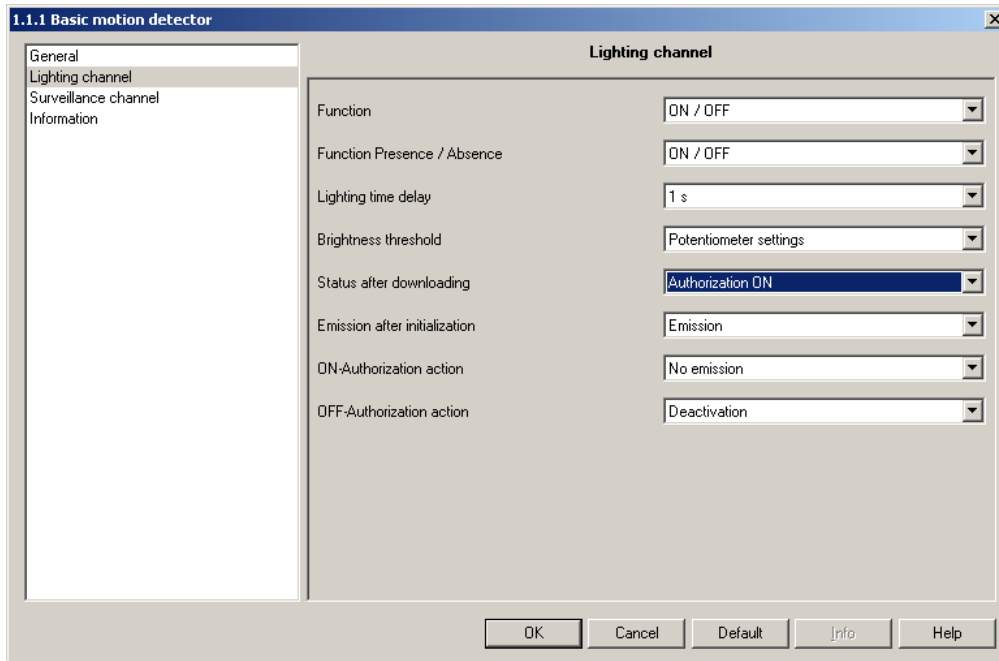 1.1.1 Basic motion detector
General
Lighting channel
Surveillance channel
Information
Lighting channel
Function ON / OFF
Function Presence / Absence ON / OFF
Lighting time delay 1 s
Brightness threshold Potentiometer settings
Status after downloading Authorization ON
Emission after initialization Emission
ON-Authorization action No emission
OFF-Authorization action Deactivation
OK Cancel Default Info Help